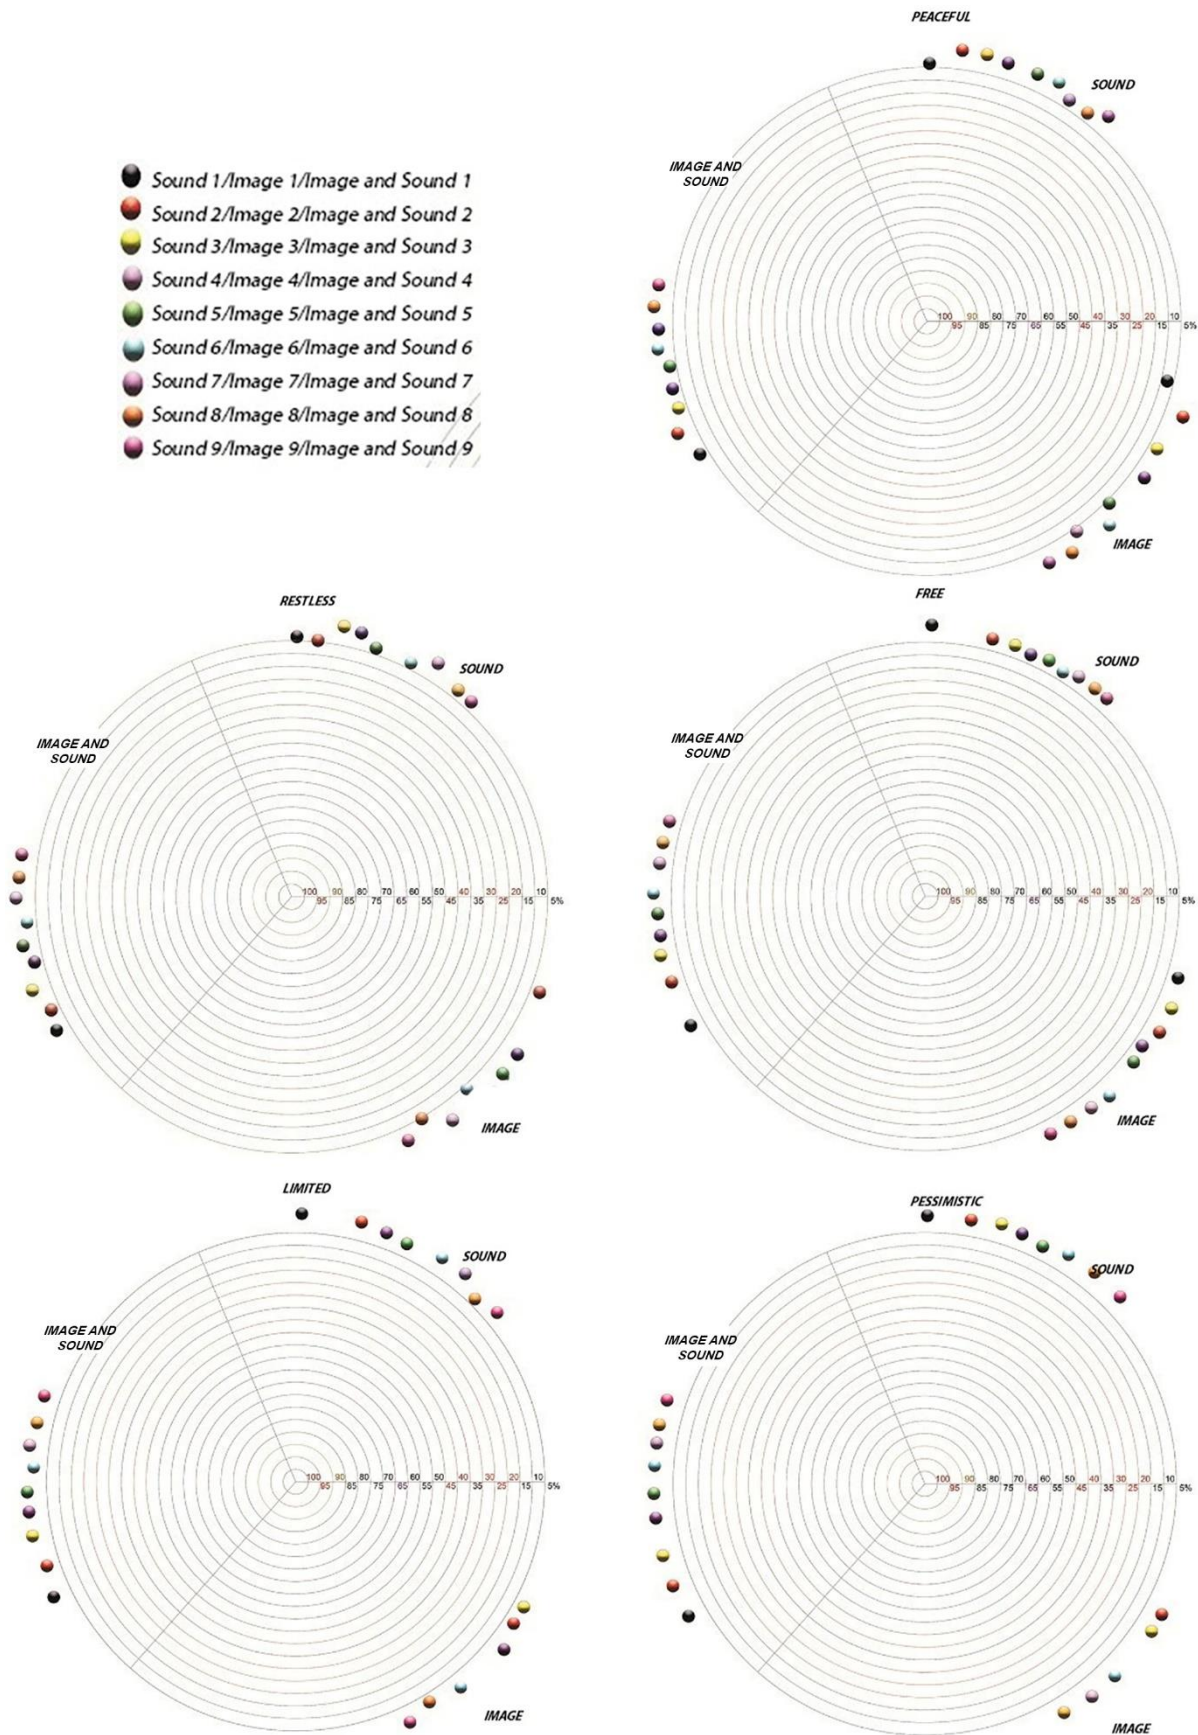 PEACEFUL
SOUND
IMAGE AND
SOUND
Sound 1/Image 1/Image and Sound 1
Sound 2/Image 2/Image and Sound 2
Sound 3/Image 3/Image and Sound 3
Sound 4/Image 4/Image and Sound 4
Sound 5/Image 5/Image and Sound 5
Sound 6/Image 6/Image and Sound 6
Sound 7/Image 7/Image and Sound 7
Sound 8/Image 8/Image and Sound 8
Sound 9/Image 9/Image and Sound 9
100 90 80 70 60 50 40 30 20 10
95 85 75 65 55 45 35 25 15 5%
IMAGE
RESTLESS
SOUND
IMAGE AND
SOUND
100 90 80 70 60 50 40 30 20 10
95 85 75 65 55 45 35 25 15 5%
IMAGE
FREE
SOUND
IMAGE AND
SOUND
100 90 80 70 60 50 40 30 20 10
95 85 75 65 55 45 35 25 15 5%
IMAGE
LIMITED
SOUND
IMAGE AND
SOUND
100 90 80 70 60 50 40 30 20 10
95 85 75 65 55 45 35 25 15 5%
IMAGE
PESSIMISTIC
SOUND
IMAGE AND
SOUND
100 90 80 70 60 50 40 30 20 10
95 85 75 65 55 45 35 25 15 5%
IMAGE